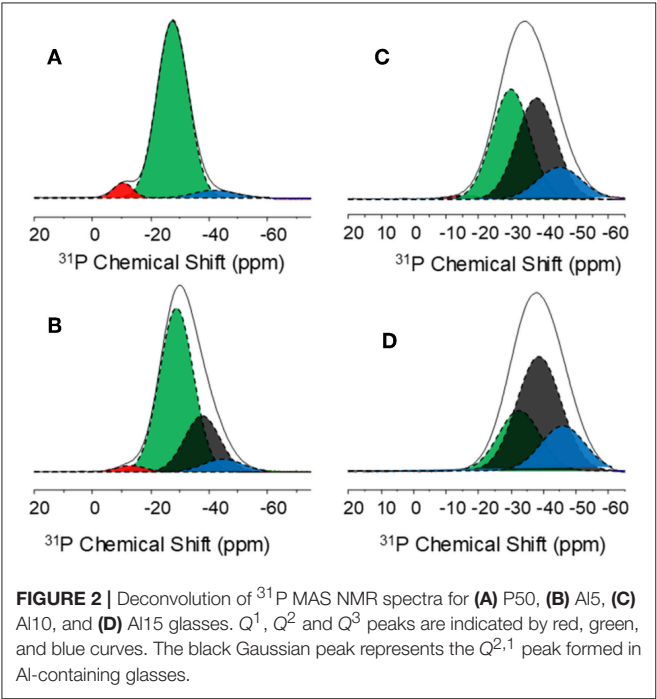 A
C
20 0 -20 -40 -60
20 10 0 -10 -20 -30 -40 -50 -60
³¹P Chemical Shift (ppm)
³¹P Chemical Shift (ppm)
B
D
20 0 -20 -40 -60
20 10 0 -10 -20 -30 -40 -50 -60
³¹P Chemical Shift (ppm)
³¹P Chemical Shift (ppm)
FIGURE 2 | Deconvolution of ³¹P MAS NMR spectra for (A) P50, (B) Al5, (C)
Al10, and (D) Al15 glasses. Q¹, Q² and Q³ peaks are indicated by red, green,
and blue curves. The black Gaussian peak represents the Q²,¹ peak formed in
Al-containing glasses.